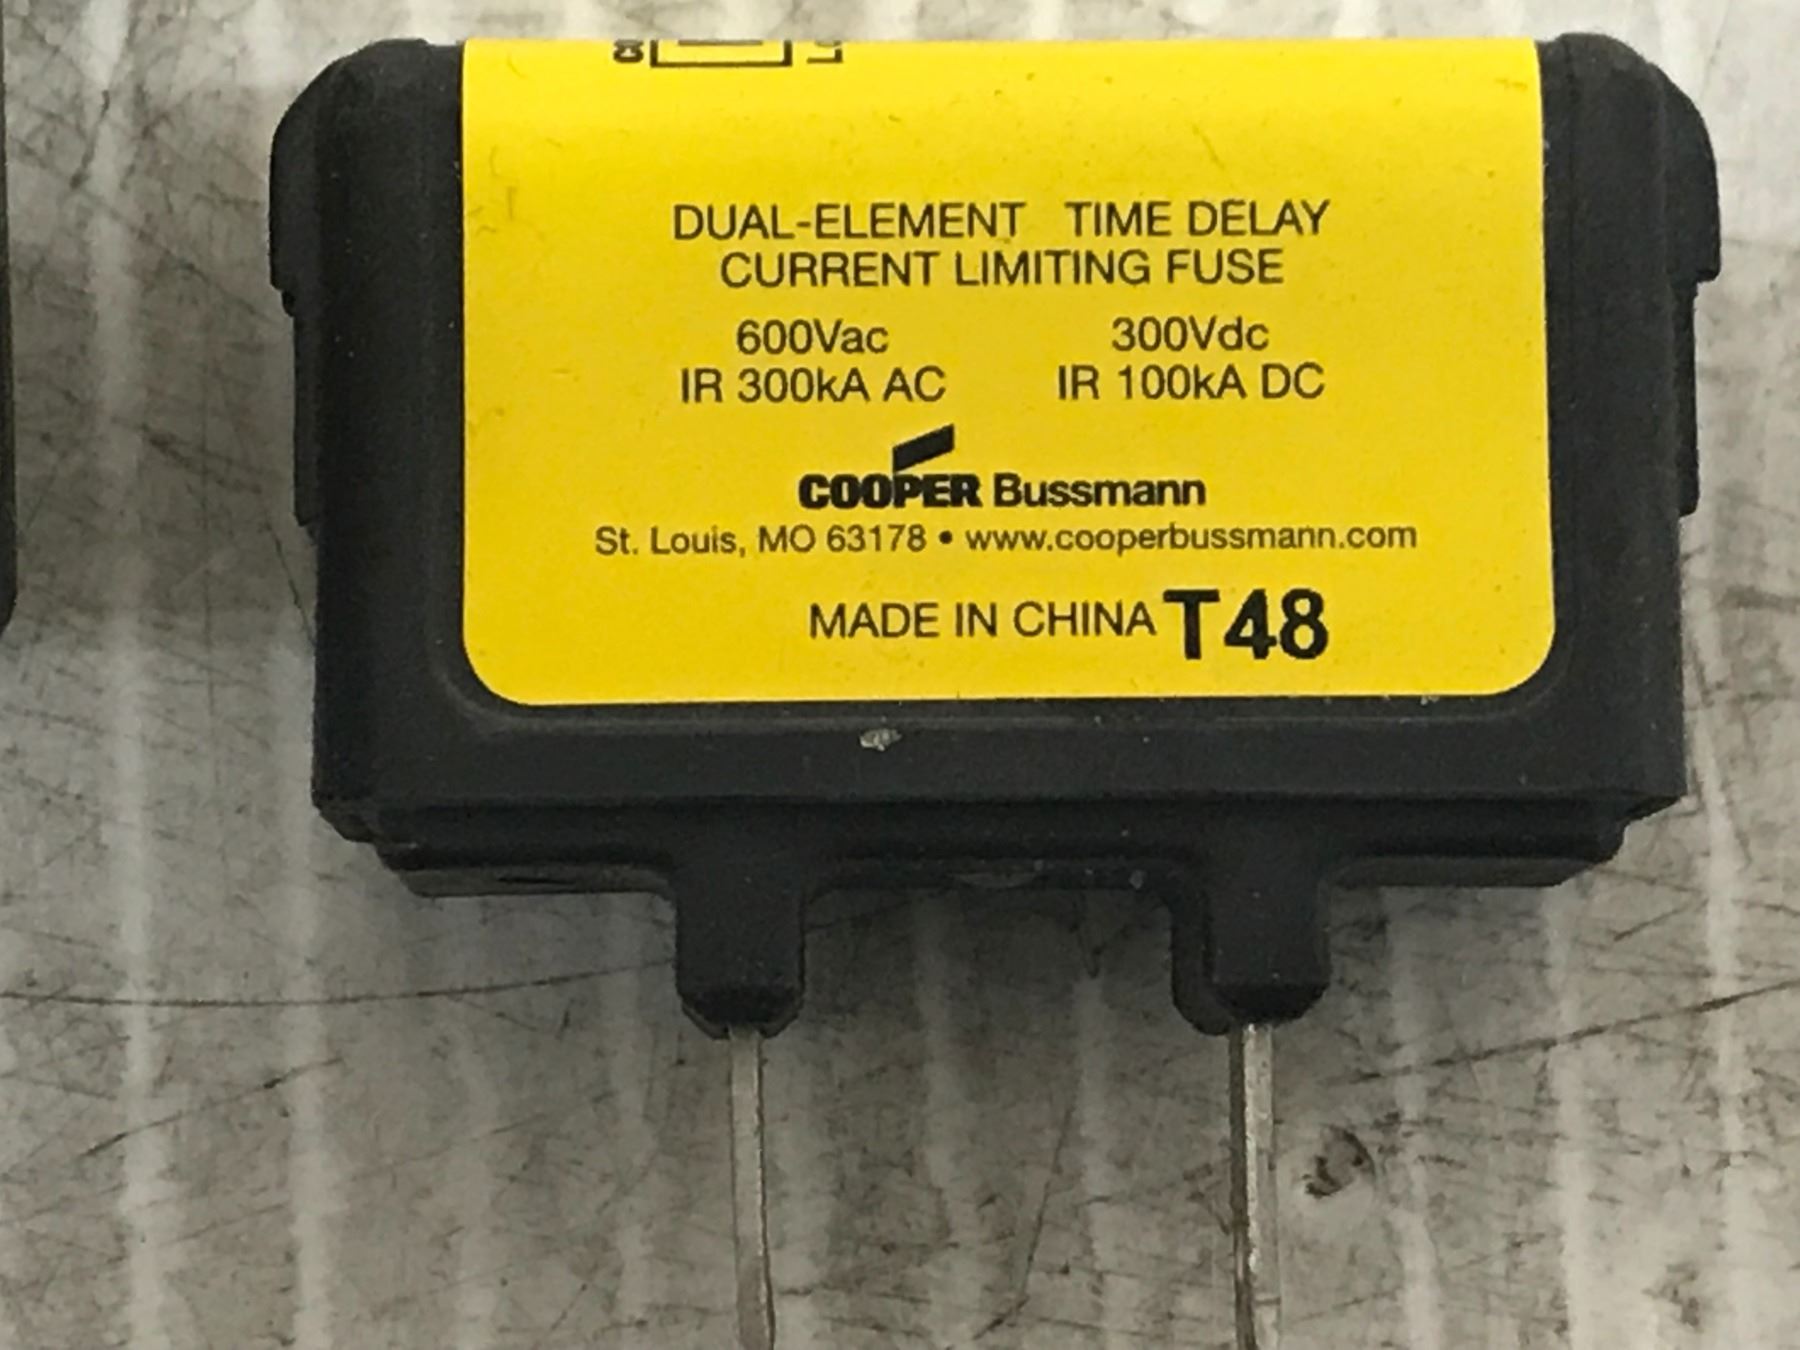 DUAL-ELEMENT TIME DELAY
CURRENT LIMITING FUSE
600Vac 300Vdc
IR 300kA AC IR 100kA DC
COOPER Bussmann
St. Louis, MO 63178 • www.cooperbussmann.com
MADE IN CHINA T48